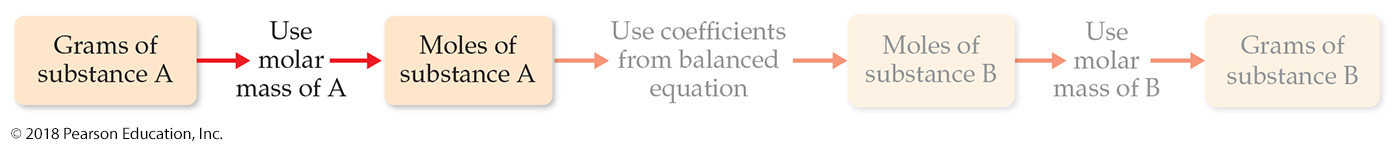 Grams of
substance A
Use
molar
mass of A
Moles of
substance A
Use coefficients
from balanced
equation
Moles of
substance B
Use
molar
mass of B
Grams of
substance B
© 2018 Pearson Education, Inc.